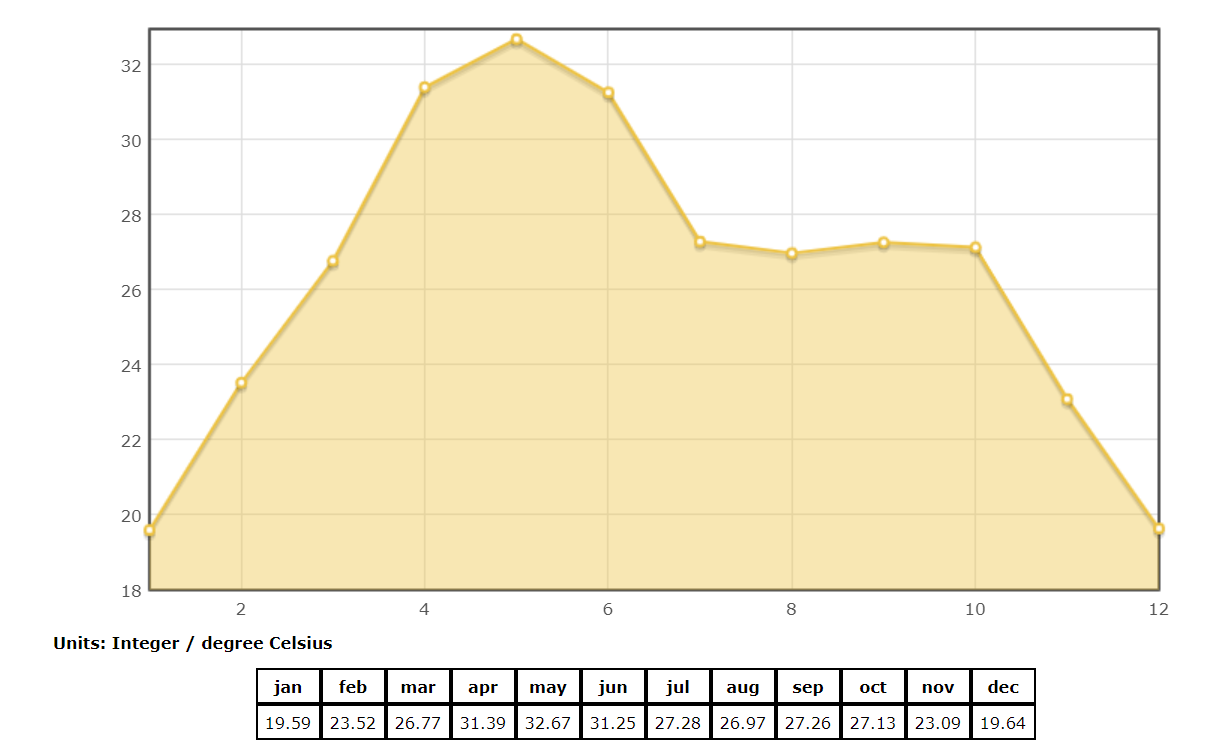 32
30
28
26
24
22
20
18
2 4 6 8 10 12
Units: Integer / degree Celsius
jan feb mar apr may jun jul aug sep oct nov dec
19.59 23.52 26.77 31.39 32.67 31.25 27.28 26.97 27.26 27.13 23.09 19.64